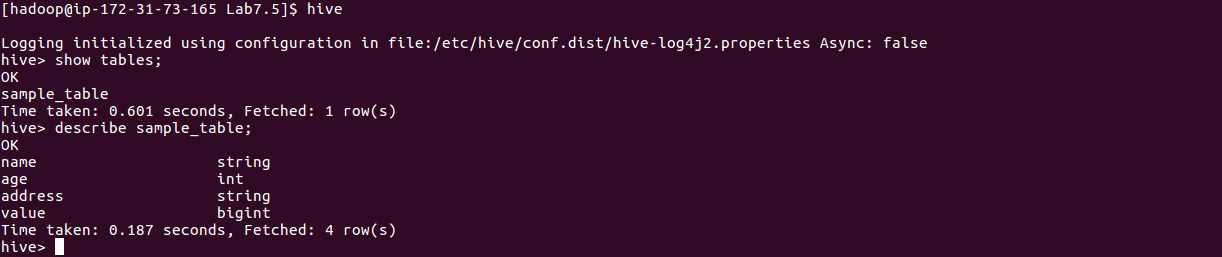 [hadoop@ip-172-31-73-165 Lab7.5]$ hive
Logging initialized using configuration in file:/etc/hive/conf.dist/hive-log4j2.properties Async: false
hive> show tables;
OK
sample_table
Time taken: 0.601 seconds, Fetched: 1 row(s)
hive> describe sample_table;
OK
name                    string
age                     int
address                 string
value                   bigint
Time taken: 0.187 seconds, Fetched: 4 row(s)
hive>